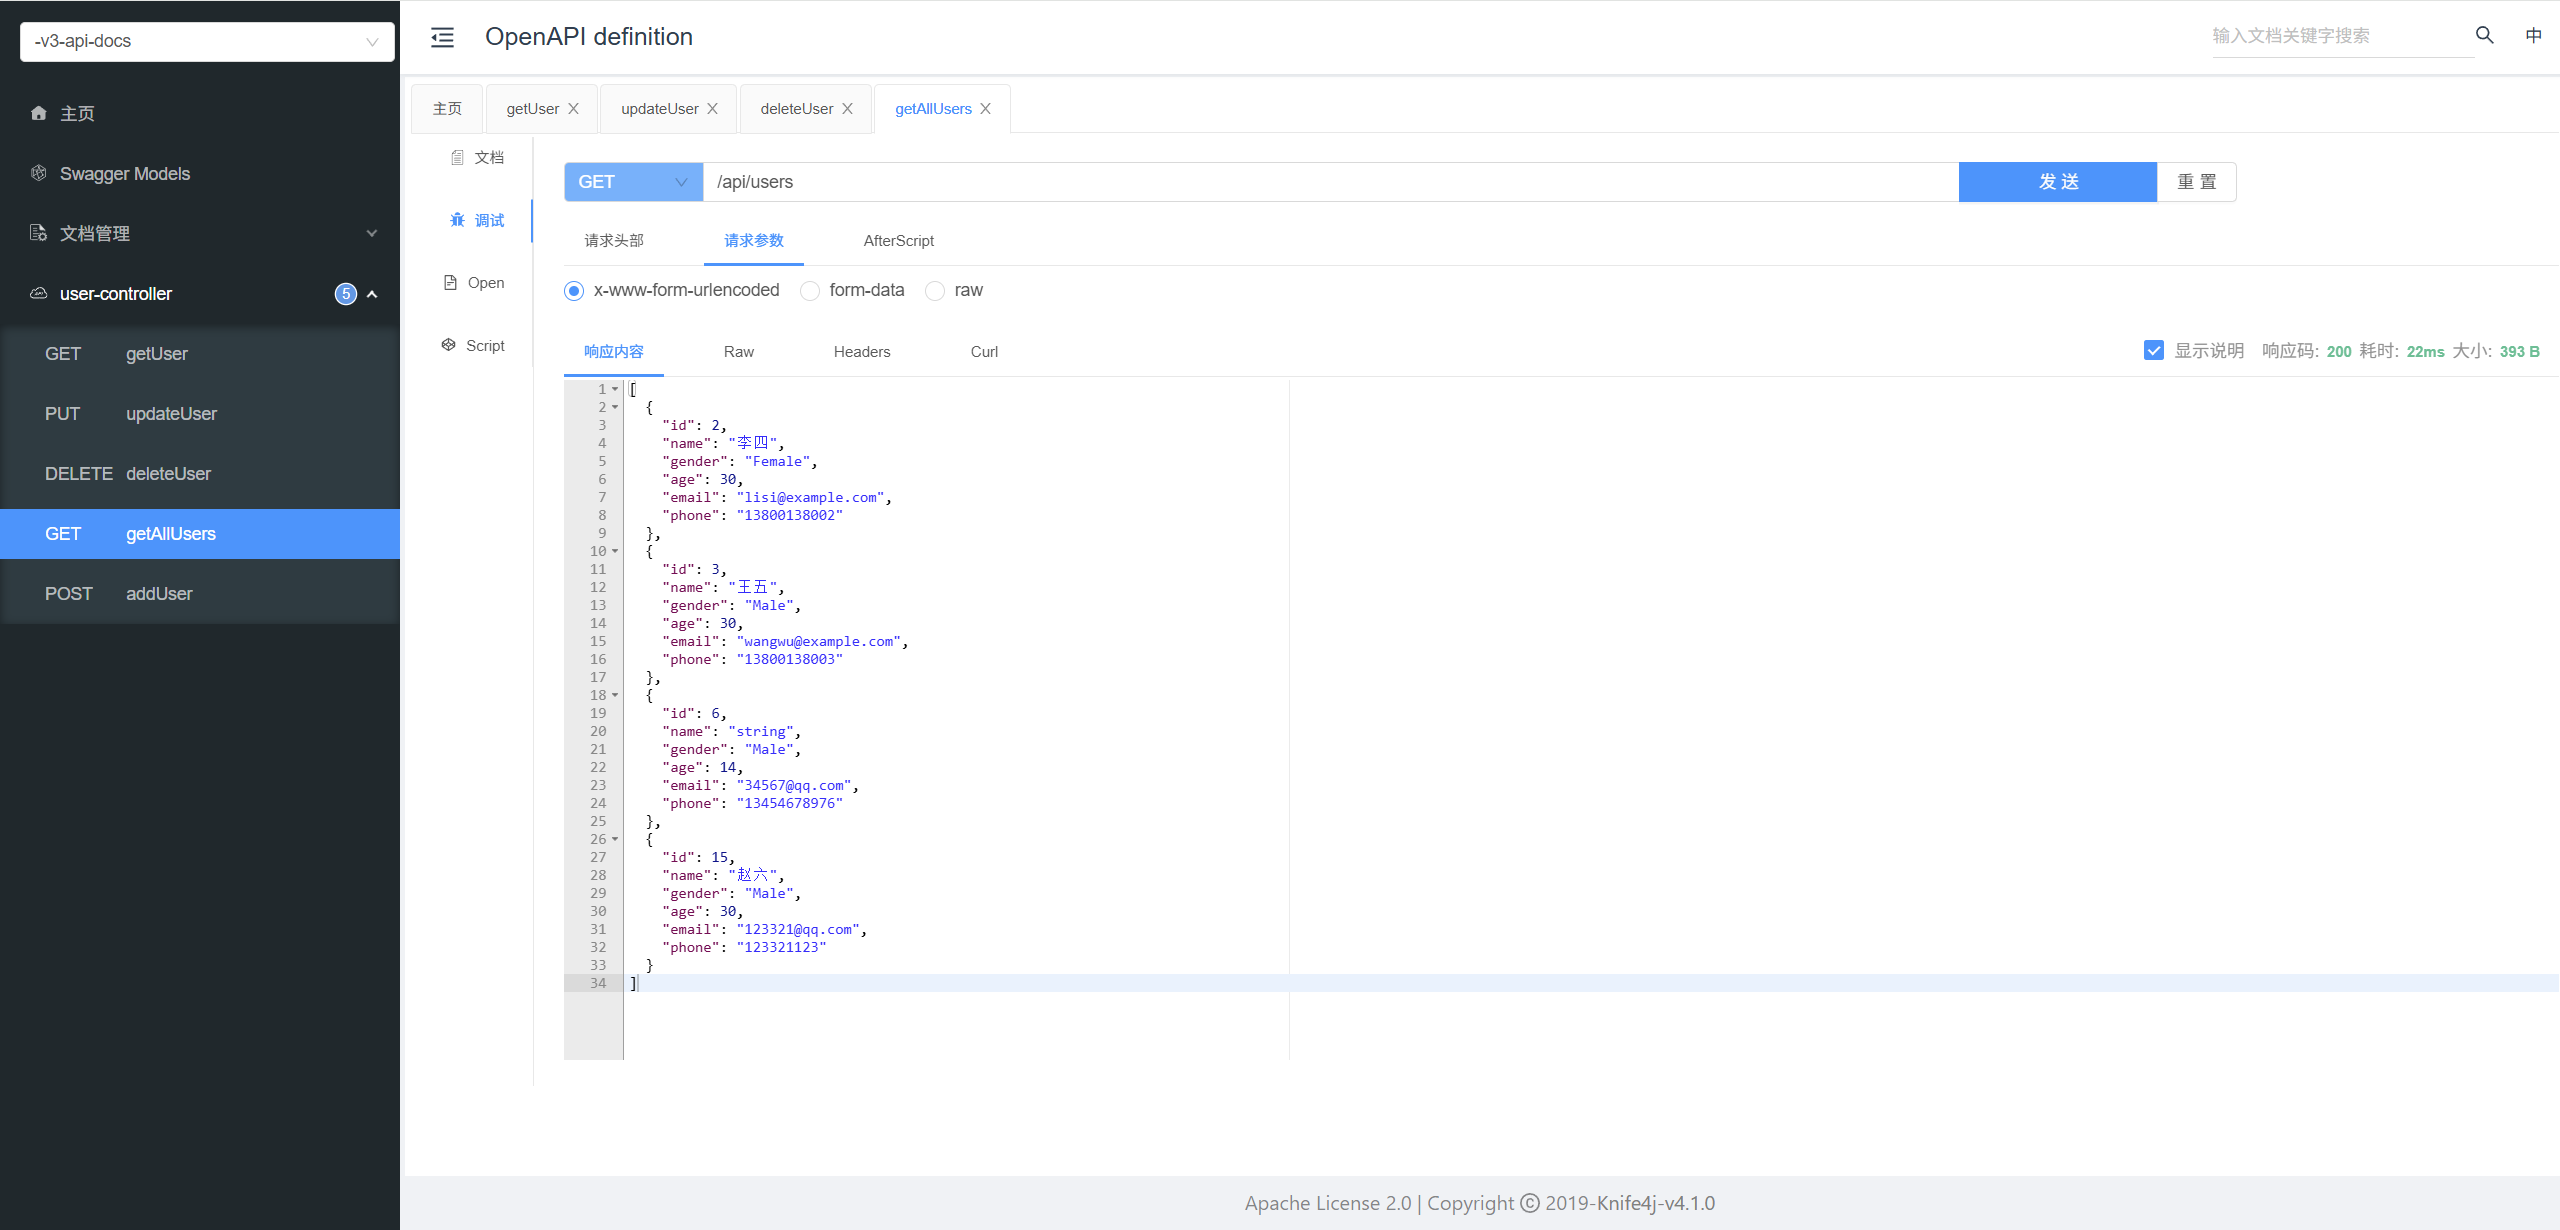 -v3-api-docs
主页
Swagger Models
文档管理
user-controller 5
GET getUser
PUT updateUser
DELETE deleteUser
GET getAllUsers
POST addUser
OpenAPI definition
输入文档关键字搜索
中
主页 getUser updateUser deleteUser getAllUsers
文档
调试
Open
Script
GET /api/users 发 送 重 置
请求头部 请求参数 AfterScript
x-www-form-urlencoded form-data raw
响应内容 Raw Headers Curl
显示说明 响应码: 200 耗时: 22ms 大小: 393 B
1 [
2 {
3 "id": 2,
4 "name": "李四",
5 "gender": "Female",
6 "age": 30,
7 "email": "lisi@example.com",
8 "phone": "13800138002"
9 },
10 {
11 "id": 3,
12 "name": "王五",
13 "gender": "Male",
14 "age": 30,
15 "email": "wangwu@example.com",
16 "phone": "13800138003"
17 },
18 {
19 "id": 6,
20 "name": "string",
21 "gender": "Male",
22 "age": 14,
23 "email": "34567@qq.com",
24 "phone": "13454678976"
25 },
26 {
27 "id": 15,
28 "name": "赵六",
29 "gender": "Male",
30 "age": 30,
31 "email": "123321@qq.com",
32 "phone": "123321123"
33 }
34 ]
Apache License 2.0 | Copyright © 2019-Knife4j-v4.1.0